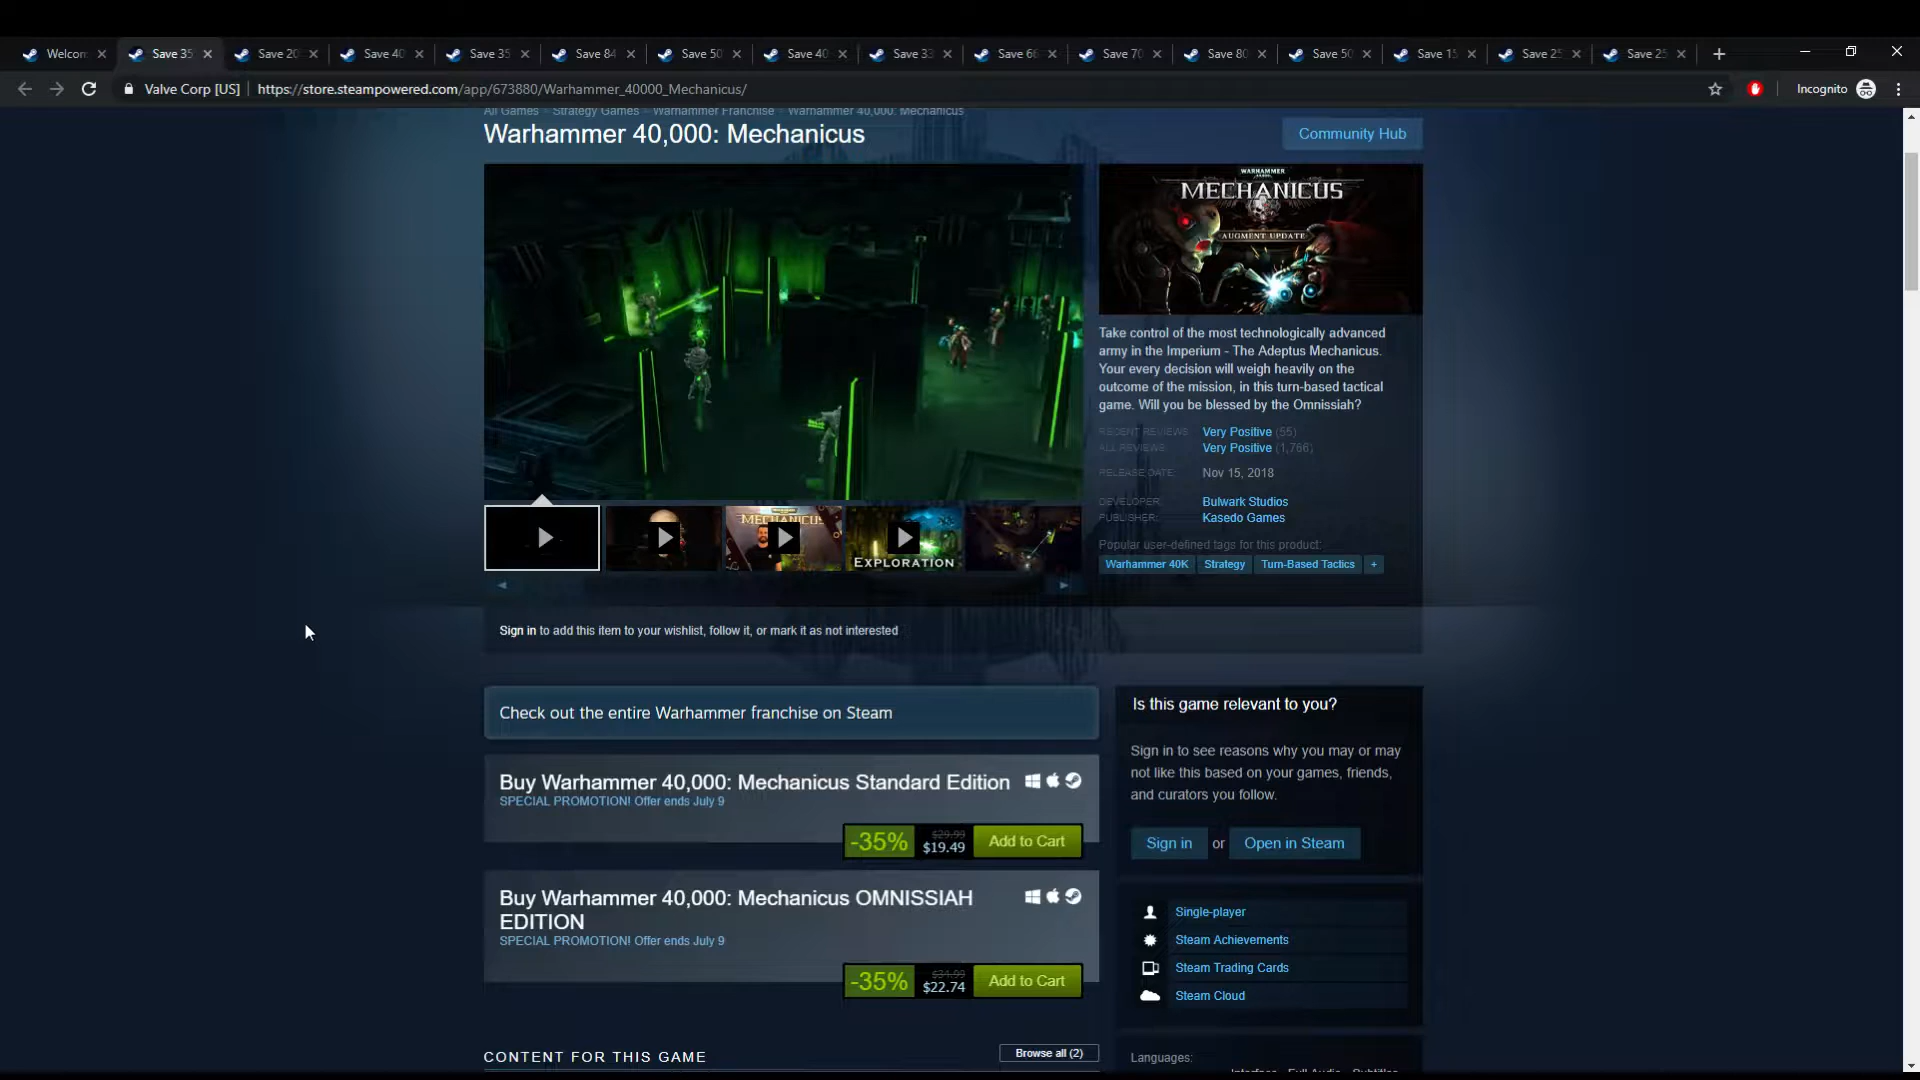 Welcom
Save 35
Save 20
Save 40
Save 35
Save 84
Save 50
Save 40
Save 33
Save 66
Save 70
Save 80
Save 50
Save 15
Save 25
Save 25
Valve Corp [US] | https://store.steampowered.com/app/673880/Warhammer_40000_Mechanicus/
Incognito
All Games > Strategy Games > Warhammer Franchise > Warhammer 40,000: Mechanicus
Warhammer 40,000: Mechanicus
Community Hub
WARHAMMER
MECHANICUS
AUGMENT UPDATE
Take control of the most technologically advanced
army in the Imperium - The Adeptus Mechanicus.
Your every decision will weigh heavily on the
outcome of the mission, in this turn-based tactical
game. Will you be blessed by the Omnissiah?
RECENT REVIEWS: Very Positive (55)
ALL REVIEWS: Very Positive (1,766)
RELEASE DATE: Nov 15, 2018
DEVELOPER: Bulwark Studios
PUBLISHER: Kasedo Games
Popular user-defined tags for this product:
Warhammer 40K Strategy Turn-Based Tactics +
MECHANICUS
EXPLORATION
Sign in to add this item to your wishlist, follow it, or mark it as not interested
Check out the entire Warhammer franchise on Steam
Buy Warhammer 40,000: Mechanicus Standard Edition
SPECIAL PROMOTION! Offer ends July 9
-35% $29.99 $19.49 Add to Cart
Buy Warhammer 40,000: Mechanicus OMNISSIAH
EDITION
SPECIAL PROMOTION! Offer ends July 9
-35% $34.99 $22.74 Add to Cart
CONTENT FOR THIS GAME
Browse all (2)
Is this game relevant to you?
Sign in to see reasons why you may or may
not like this based on your games, friends,
and curators you follow.
Sign in or Open in Steam
Single-player
Steam Achievements
Steam Trading Cards
Steam Cloud
Languages:
Interface Full Audio Subtitles